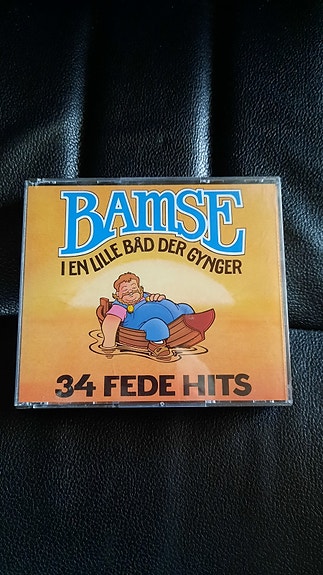 BAMSE
I EN LILLE BÅD DER GYNGER
34 FEDE HITS